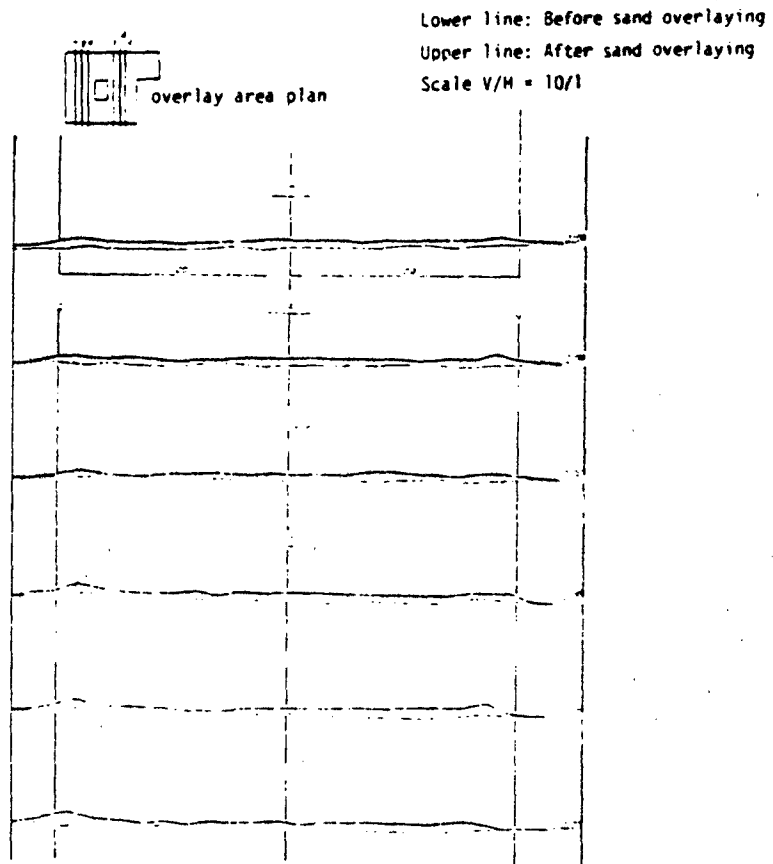 Lower line: Before sand overlaying
Upper line: After sand overlaying
Scale V/H = 10/1
overlay area plan